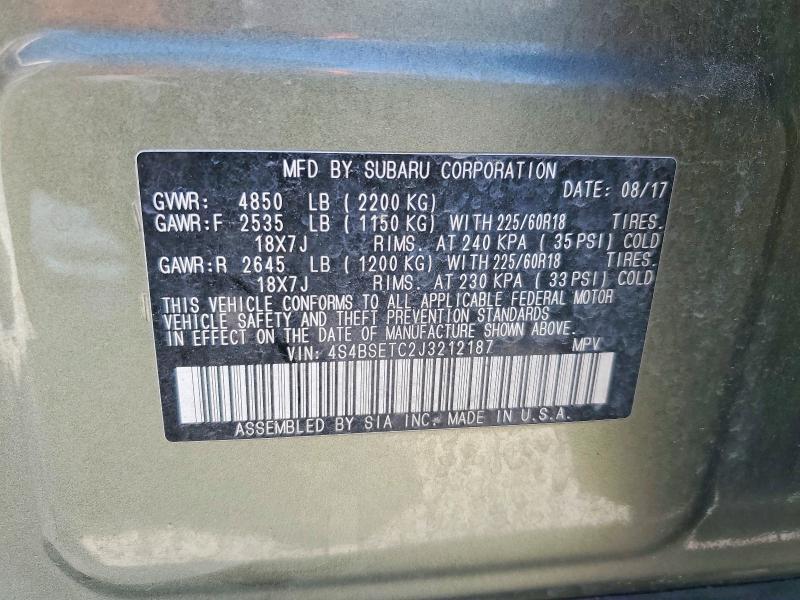 MFD BY SUBARU CORPORATION
DATE: 08/17
GVWR: 4850 LB ( 2200 KG )
GAWR:F 2535 LB ( 1150 KG ) WITH 225/60R18 TIRES.
18X7J RIMS. AT 240 KPA ( 35 PSI ) COLD
GAWR:R 2645 LB ( 1200 KG ) WITH 225/60R18 TIRES.
18X7J RIMS. AT 230 KPA ( 33 PSI ) COLD
THIS VEHICLE CONFORMS TO ALL APPLICABLE FEDERAL MOTOR
VEHICLE SAFETY AND THEFT PREVENTION STANDARDS
IN EFFECT ON THE DATE OF MANUFACTURE SHOWN ABOVE.
VIN: 4S4BSETC2J3212187 MPV
ASSEMBLED BY SIA INC. MADE IN U.S.A.